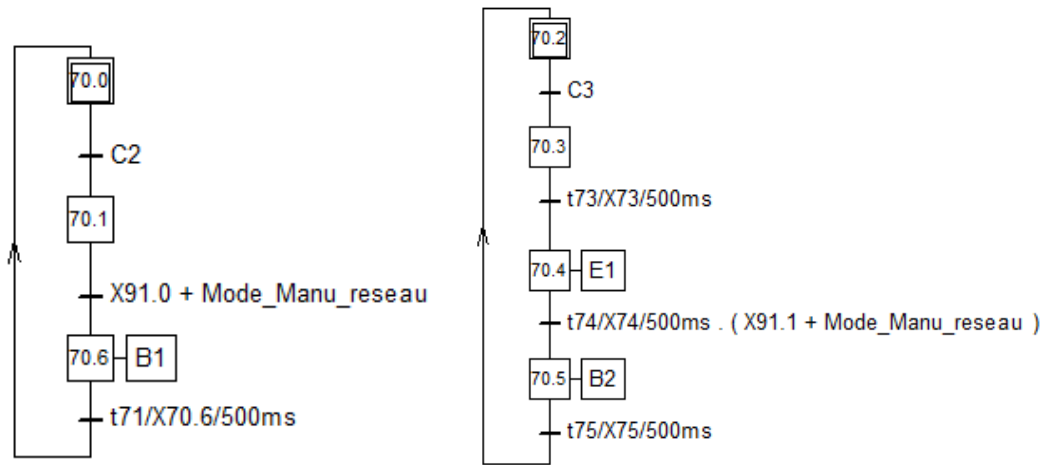 70.0
C2
70.1
X91.0 + Mode_Manu_reseau
70.6
B1
t71/X70.6/500ms
70.2
C3
70.3
t73/X73/500ms
70.4
E1
t74/X74/500ms . ( X91.1 + Mode_Manu_reseau )
70.5
B2
t75/X75/500ms